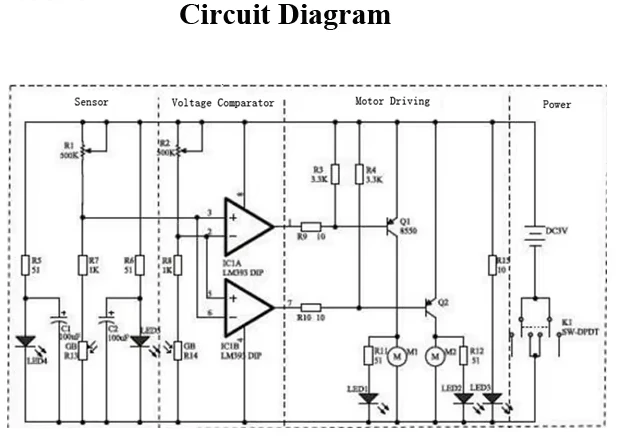 Circuit Diagram
Sensor
Voltage Comparator
Motor Driving
Power
R1
500K
R2
500K
R3
3.3K
R4
3.3K
3
2
8
1
IC1A
LM393 DIP
R9 10
Q1
8550
R5
51
R7
1K
R6
51
R8
1K
5
6
7
4
IC1B
LM393 DIP
R10 10
Q2
R15
10
DC3V
K1
SW-DPDT
C1
100uF
GB
R13
C2
100uF
LED5
LED4
GB
R14
R11
51
M
M1
M
M2
R12
51
LED1
LED2
LED3